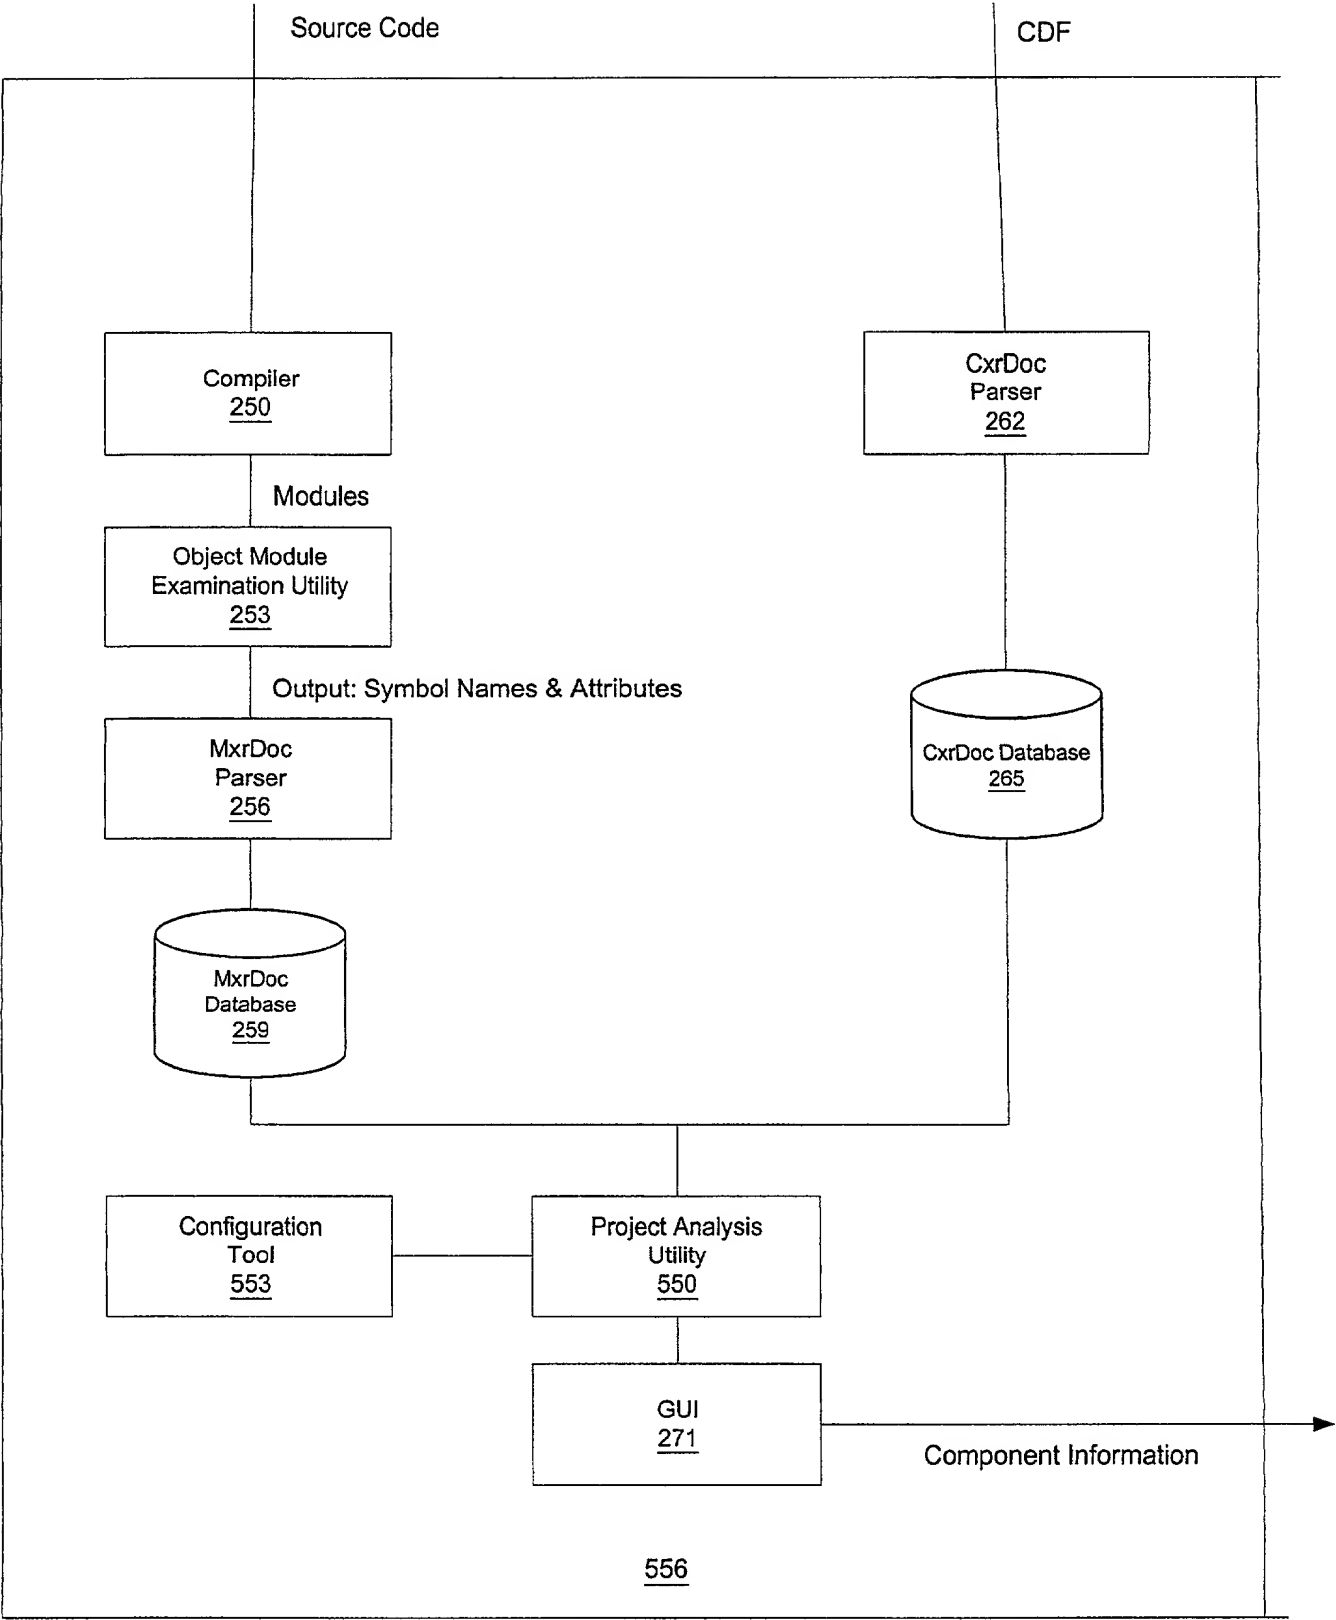 Source Code
CDF
Compiler
250
CxrDoc
Parser
262
Modules
Object Module
Examination Utility
253
Output: Symbol Names & Attributes
MxrDoc
Parser
256
CxrDoc Database
265
MxrDoc
Database
259
Configuration
Tool
553
Project Analysis
Utility
550
GUI
271
Component Information
556